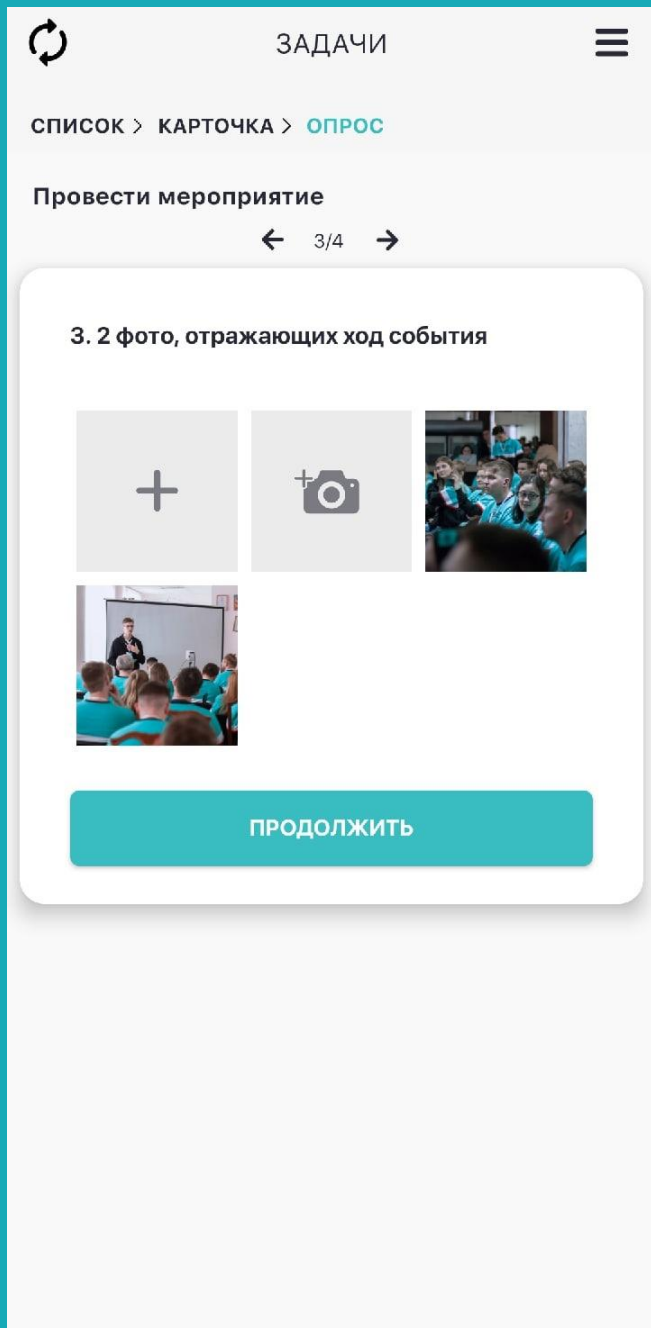 ЗАДАЧИ
СПИСОК > КАРТОЧКА > ОПРОС
Провести мероприятие
← 3/4 →
3. 2 фото, отражающих ход события
ПРОДОЛЖИТЬ